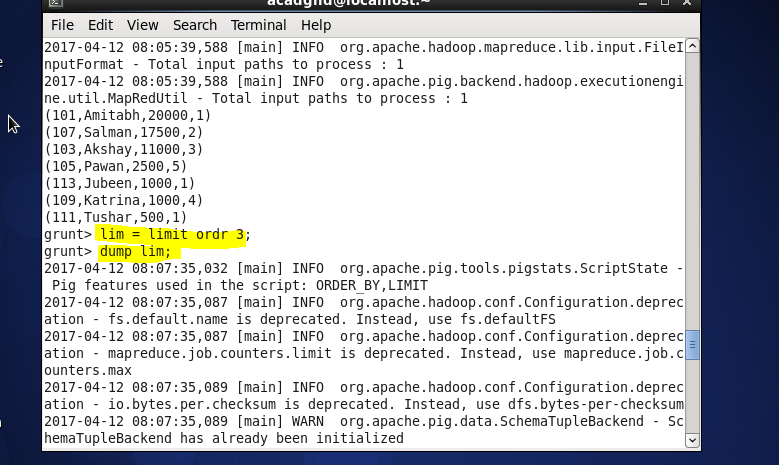 acadgild@localhost:~
File Edit View Search Terminal Help
2017-04-12 08:05:39,588 [main] INFO  org.apache.hadoop.mapreduce.lib.input.FileI
nputFormat - Total input paths to process : 1
2017-04-12 08:05:39,588 [main] INFO  org.apache.pig.backend.hadoop.executionengi
ne.util.MapRedUtil - Total input paths to process : 1
(101,Amitabh,20000,1)
(107,Salman,17500,2)
(103,Akshay,11000,3)
(105,Pawan,2500,5)
(113,Jubeen,1000,1)
(109,Katrina,1000,4)
(111,Tushar,500,1)
grunt> lim = limit ordr 3;
grunt> dump lim;
2017-04-12 08:07:35,032 [main] INFO  org.apache.pig.tools.pigstats.ScriptState -
 Pig features used in the script: ORDER_BY,LIMIT
2017-04-12 08:07:35,087 [main] INFO  org.apache.hadoop.conf.Configuration.deprec
ation - fs.default.name is deprecated. Instead, use fs.defaultFS
2017-04-12 08:07:35,087 [main] INFO  org.apache.hadoop.conf.Configuration.deprec
ation - mapreduce.job.counters.limit is deprecated. Instead, use mapreduce.job.c
ounters.max
2017-04-12 08:07:35,089 [main] INFO  org.apache.hadoop.conf.Configuration.deprec
ation - io.bytes.per.checksum is deprecated. Instead, use dfs.bytes-per-checksum
2017-04-12 08:07:35,089 [main] WARN  org.apache.pig.data.SchemaTupleBackend - Sc
hemaTupleBackend has already been initialized